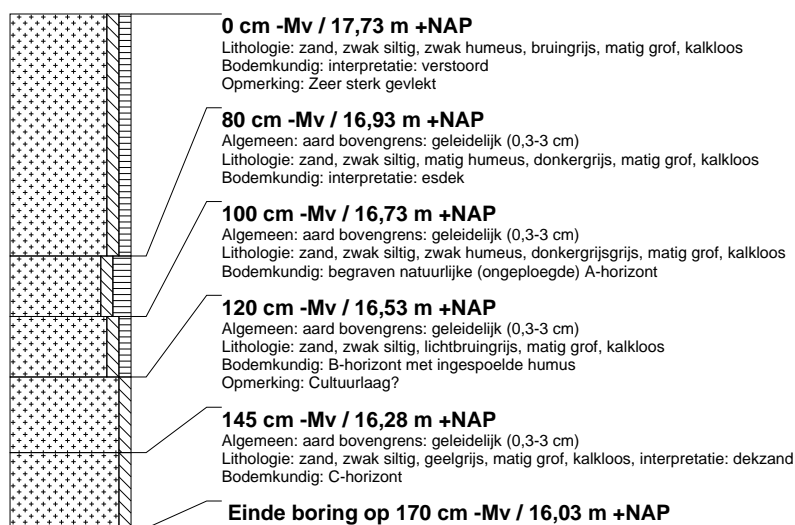 0 cm -Mv / 17,73 m +NAP
Lithologie: zand, zwak siltig, zwak humeus, bruingrijs, matig grof, kalkloos
Bodemkundig: interpretatie: verstoord
Opmerking: Zeer sterk gevlekt
80 cm -Mv / 16,93 m +NAP
Algemeen: aard bovengrens: geleidelijk (0,3-3 cm)
Lithologie: zand, zwak siltig, matig humeus, donkergrijs, matig grof, kalkloos
Bodemkundig: interpretatie: esdek
100 cm -Mv / 16,73 m +NAP
Algemeen: aard bovengrens: geleidelijk (0,3-3 cm)
Lithologie: zand, zwak siltig, zwak humeus, donkergrijsgrijs, matig grof, kalkloos
Bodemkundig: begraven natuurlijke (ongeploegde) A-horizont
120 cm -Mv / 16,53 m +NAP
Algemeen: aard bovengrens: geleidelijk (0,3-3 cm)
Lithologie: zand, zwak siltig, lichtbruingrijs, matig grof, kalkloos
Bodemkundig: B-horizont met ingespoelde humus
Opmerking: Cultuurlaag?
145 cm -Mv / 16,28 m +NAP
Algemeen: aard bovengrens: geleidelijk (0,3-3 cm)
Lithologie: zand, zwak siltig, geelgrijs, matig grof, kalkloos, interpretatie: dekzand
Bodemkundig: C-horizont
Einde boring op 170 cm -Mv / 16,03 m +NAP